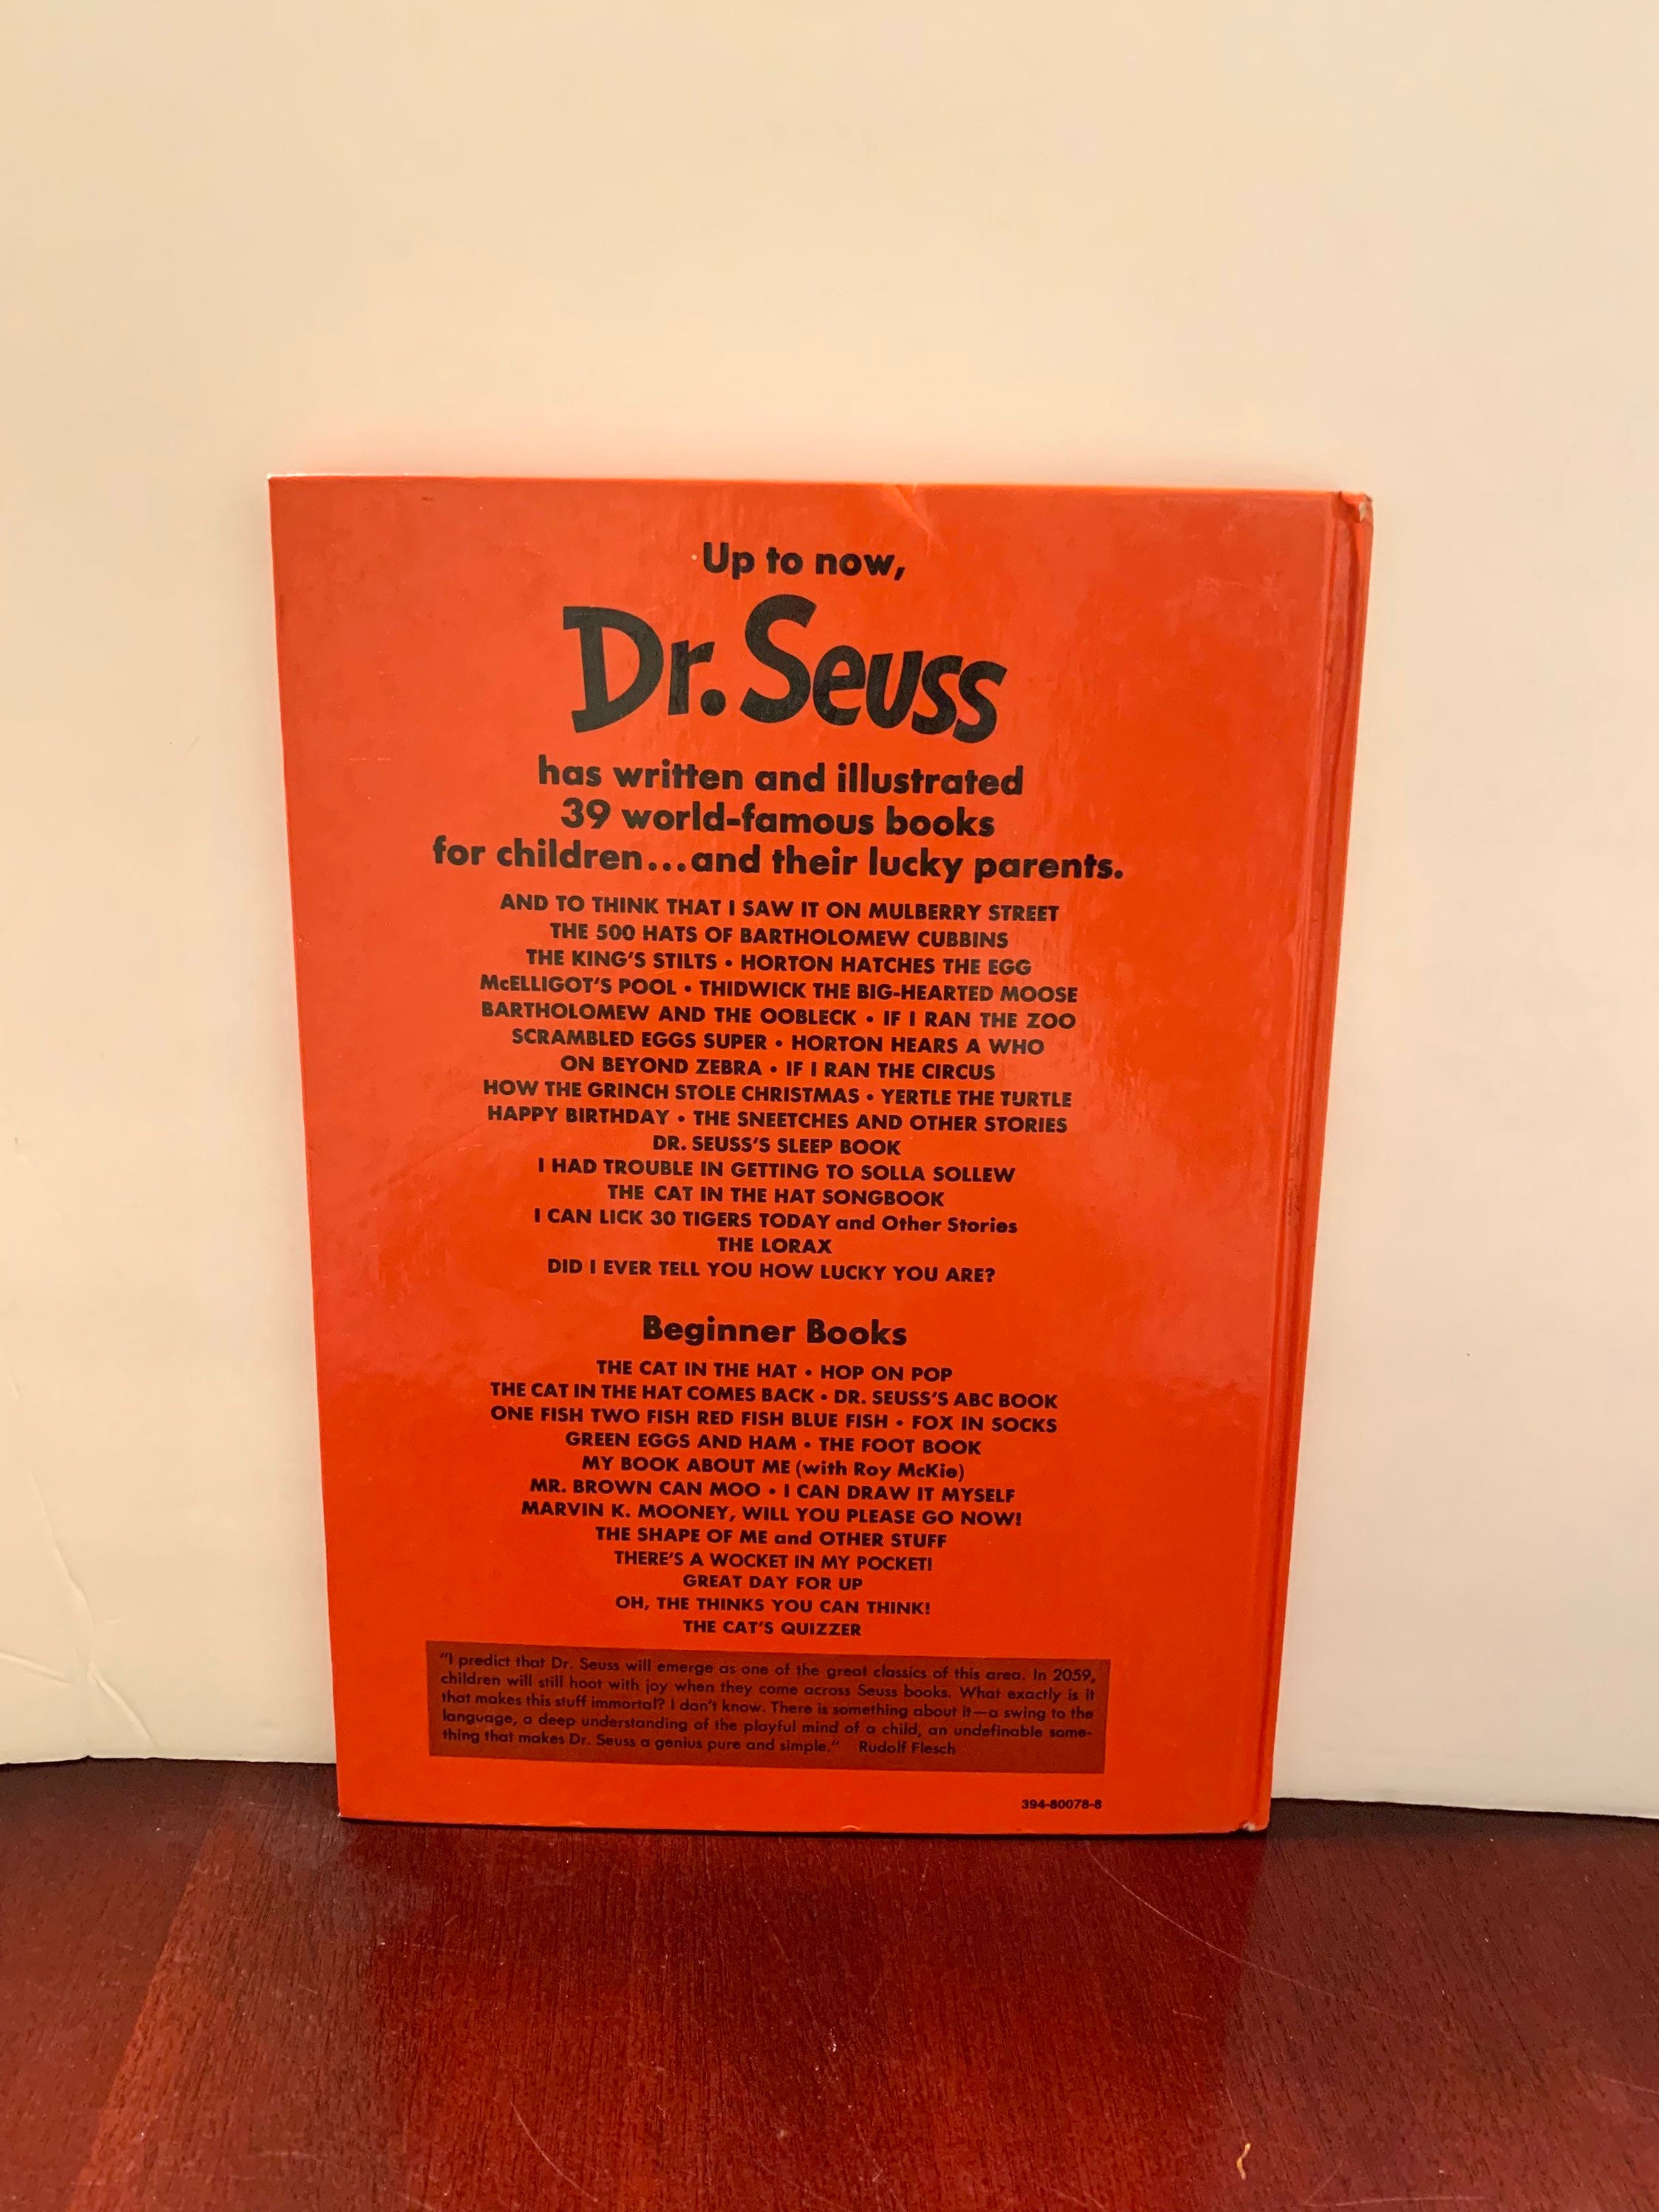 Up to now,
Dr. Seuss
has written and illustrated
39 world-famous books
for children...and their lucky parents.
AND TO THINK THAT I SAW IT ON MULBERRY STREET
THE 500 HATS OF BARTHOLOMEW CUBBINS
THE KING'S STILTS • HORTON HATCHES THE EGG
McELLIGOT'S POOL • THIDWICK THE BIG-HEARTED MOOSE
BARTHOLOMEW AND THE OOBLECK • IF I RAN THE ZOO
SCRAMBLED EGGS SUPER • HORTON HEARS A WHO
ON BEYOND ZEBRA • IF I RAN THE CIRCUS
HOW THE GRINCH STOLE CHRISTMAS • YERTLE THE TURTLE
HAPPY BIRTHDAY • THE SNEETCHES AND OTHER STORIES
DR. SEUSS'S SLEEP BOOK
I HAD TROUBLE IN GETTING TO SOLLA SOLLEW
THE CAT IN THE HAT SONGBOOK
I CAN LICK 30 TIGERS TODAY and Other Stories
THE LORAX
DID I EVER TELL YOU HOW LUCKY YOU ARE?
Beginner Books
THE CAT IN THE HAT • HOP ON POP
THE CAT IN THE HAT COMES BACK • DR. SEUSS'S ABC BOOK
ONE FISH TWO FISH RED FISH BLUE FISH • FOX IN SOCKS
GREEN EGGS AND HAM • THE FOOT BOOK
MY BOOK ABOUT ME (with Roy McKie)
MR. BROWN CAN MOO • I CAN DRAW IT MYSELF
MARVIN K. MOONEY, WILL YOU PLEASE GO NOW!
THE SHAPE OF ME and OTHER STUFF
THERE'S A WOCKET IN MY POCKET!
GREAT DAY FOR UP
OH, THE THINKS YOU CAN THINK!
THE CAT'S QUIZZER
"I predict that Dr. Seuss will emerge as one of the great classics of this area. In 2059,
children will still hoot with joy when they come across Seuss books. What exactly is it
that makes this stuff immortal? I don't know. There is something about it—a swing to the
language, a deep understanding of the playful mind of a child, an undefinable some-
thing that makes Dr. Seuss a genius pure and simple." Rudolf Flesch
394-80078-8